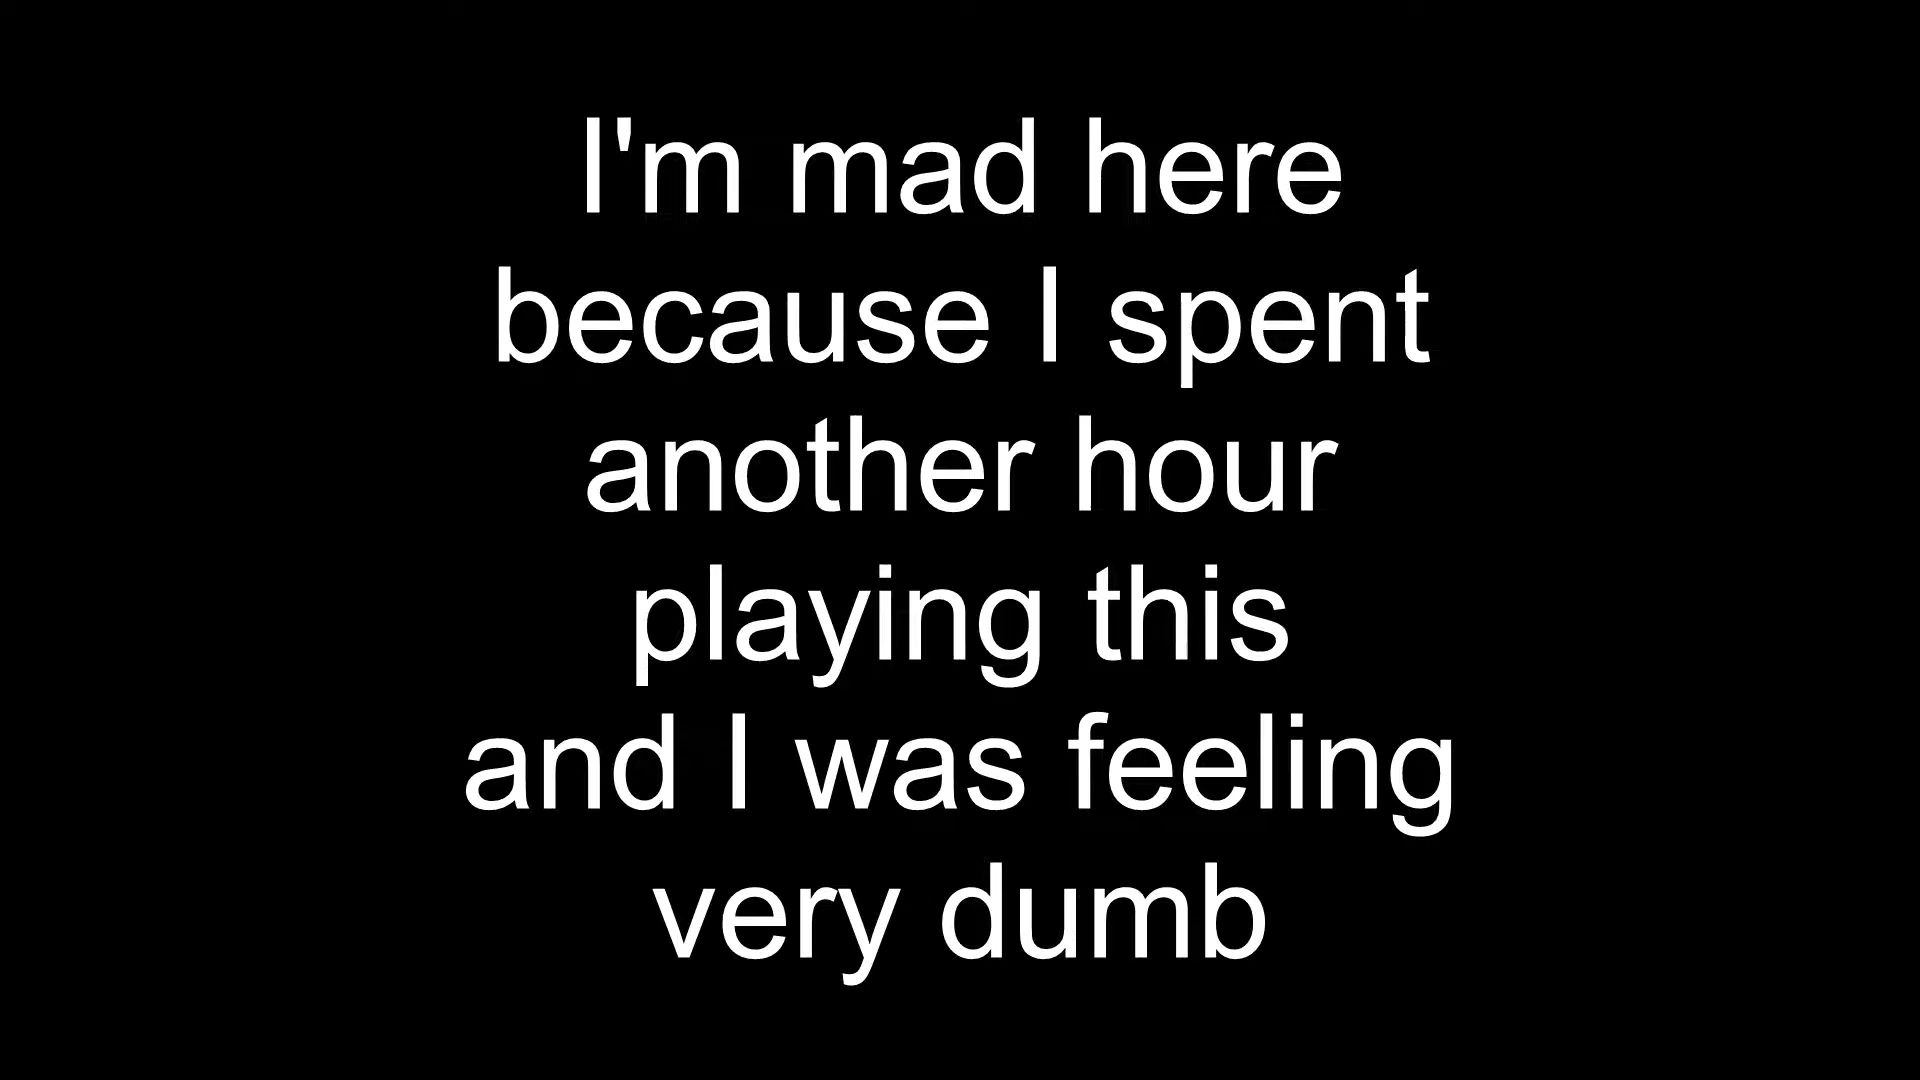 I'm mad here
because I spent
another hour
playing this
and I was feeling
very dumb